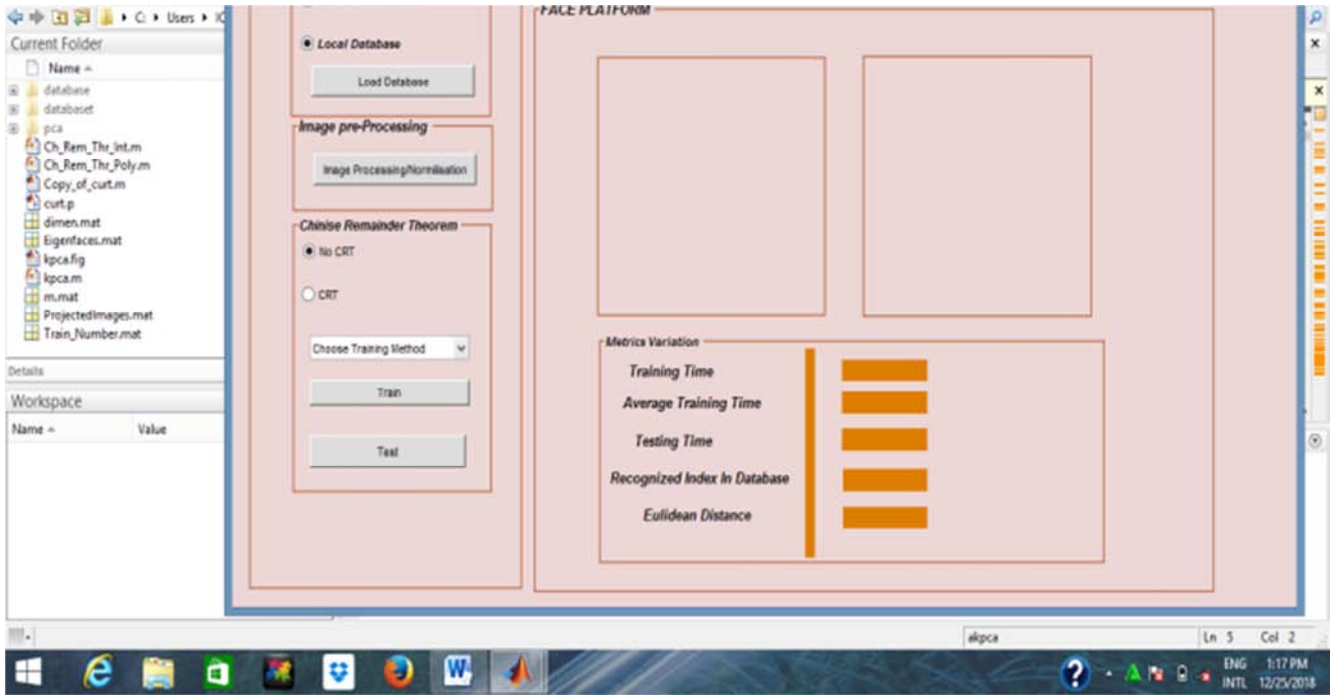 C: ▸ Users ▸
Current Folder
Name
database
databaset
pca
Ch_Rem_Thr_Int.m
Ch_Rem_Thr_Poly.m
Copy_of_curt.m
curt.p
dimen.mat
Eigenfaces.mat
kpca.fig
kpca.m
m.mat
ProjectedImages.mat
Train_Number.mat
Details
Workspace
Name Value
Local Database
Load Database
Image pre-Processing
Image Processing/Normilisation
Chinise Remainder Theorem
No CRT
CRT
Choose Training Method
Train
Test
FACE PLATFORM
Metrics Variation
Training Time
Average Training Time
Testing Time
Recognized Index In Database
Eulidean Distance
akpca Ln 5 Col 2
ENG 1:17 PM
INTL 12/25/2018